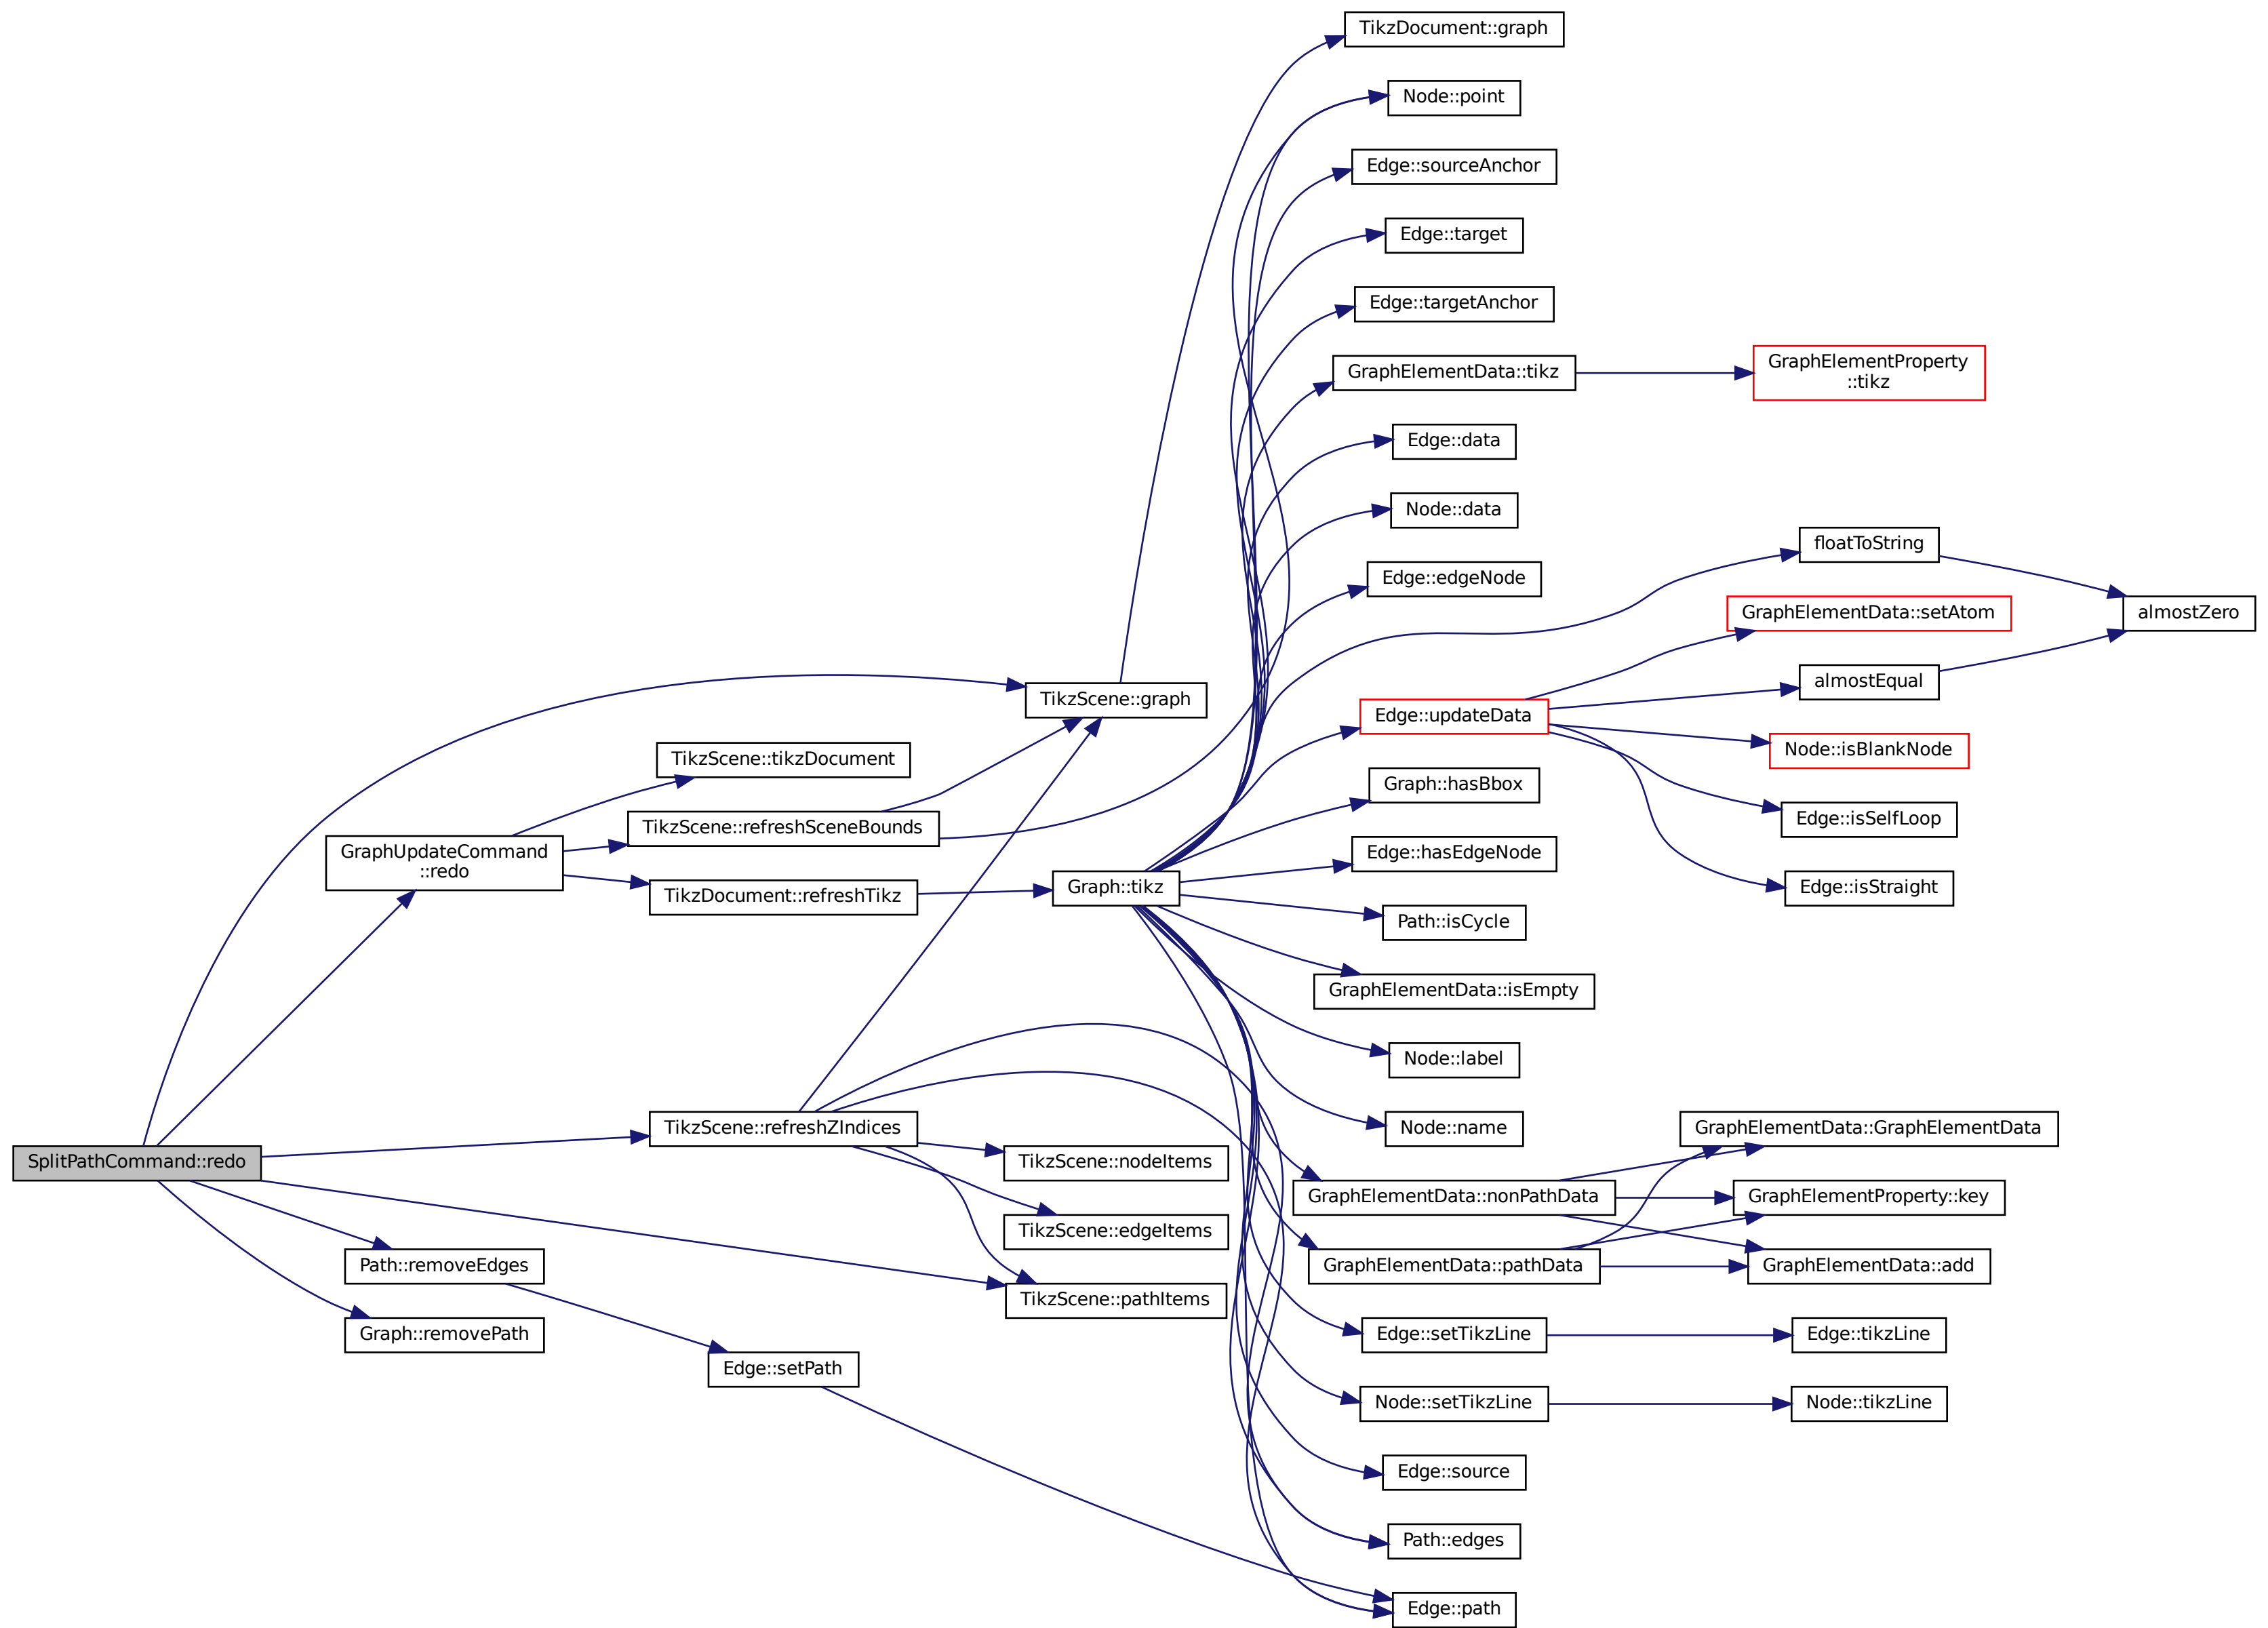 TikzDocument::graph
Node::point
Edge::sourceAnchor
Edge::target
Edge::targetAnchor
GraphElementData::tikz
GraphElementProperty
::tikz
Edge::data
Node::data
floatToString
Edge::edgeNode
GraphElementData::setAtom
almostZero
TikzScene::graph
almostEqual
Edge::updateData
TikzScene::tikzDocument
Node::isBlankNode
Graph::hasBbox
TikzScene::refreshSceneBounds
Edge::isSelfLoop
GraphUpdateCommand
::redo
Edge::hasEdgeNode
TikzDocument::refreshTikz
Graph::tikz
Edge::isStraight
Path::isCycle
GraphElementData::isEmpty
Node::label
TikzScene::refreshZIndices
Node::name
GraphElementData::GraphElementData
SplitPathCommand::redo
TikzScene::nodeItems
GraphElementData::nonPathData
GraphElementProperty::key
TikzScene::edgeItems
Path::removeEdges
GraphElementData::pathData
GraphElementData::add
TikzScene::pathItems
Graph::removePath
Edge::setTikzLine
Edge::tikzLine
Edge::setPath
Node::setTikzLine
Node::tikzLine
Edge::source
Path::edges
Edge::path